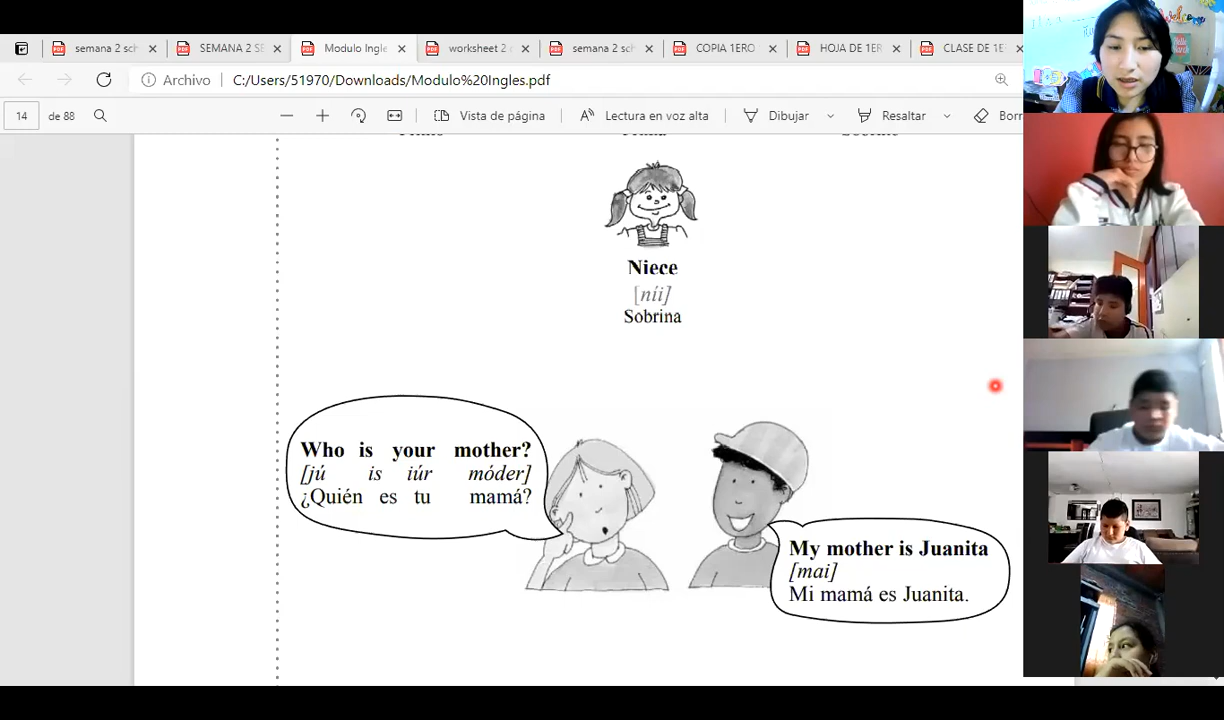 semana 2 sch
SEMANA 2 SE
Modulo Ingle
worksheet 2
semana 2 sch
COPIA 1ERO
HOJA DE 1ER
CLASE DE 1E
Archivo
C:/Users/51970/Downloads/Modulo%20Ingles.pdf
14 de 88
Vista de página
Lectura en voz alta
Dibujar
Resaltar
Borr
Niece
[níi]
Sobrina
Who is your mother?
[jú is iúr móder]
¿Quién es tu mamá?
My mother is Juanita
[mai]
Mi mamá es Juanita.